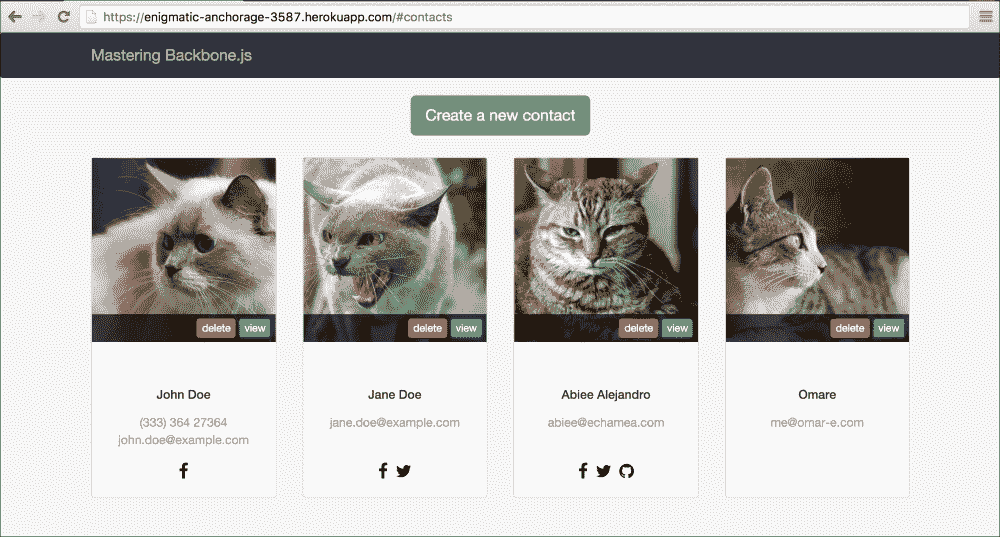 https://enigmatic-anchorage-3587.herokuapp.com/#contacts
Mastering Backbone.js
Create a new contact
delete view
delete view
delete view
delete view
John Doe
(333) 364 27364
john.doe@example.com
Jane Doe
jane.doe@example.com
Abiee Alejandro
abiee@echamea.com
Omare
me@omar-e.com